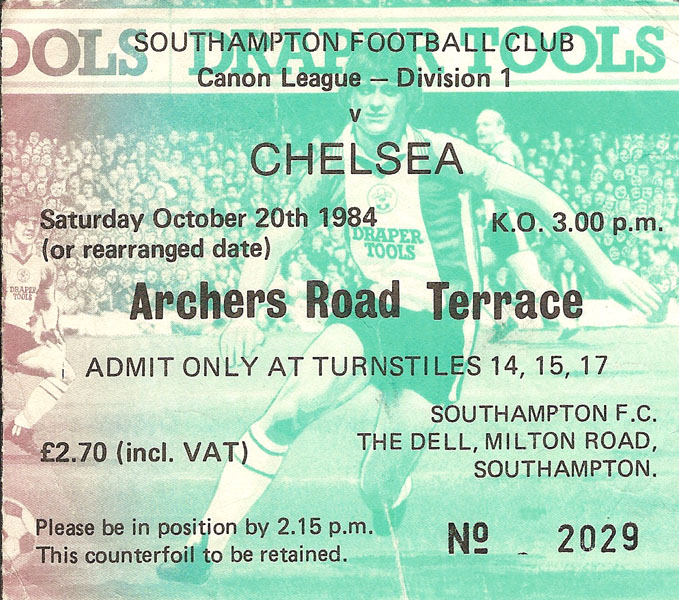 OOLS DRAPER TOOLS
SOUTHAMPTON FOOTBALL CLUB
Canon League – Division 1
v
CHELSEA
Saturday October 20th 1984
(or rearranged date)
K.O. 3.00 p.m.
DRAPER
TOOLS
DRAPER
TOOLS
Archers Road Terrace
ADMIT ONLY AT TURNSTILES 14, 15, 17
SOUTHAMPTON F.C.
THE DELL, MILTON ROAD,
SOUTHAMPTON.
£2.70 (incl. VAT)
Please be in position by 2.15 p.m.
This counterfoil to be retained.
Nº 2029